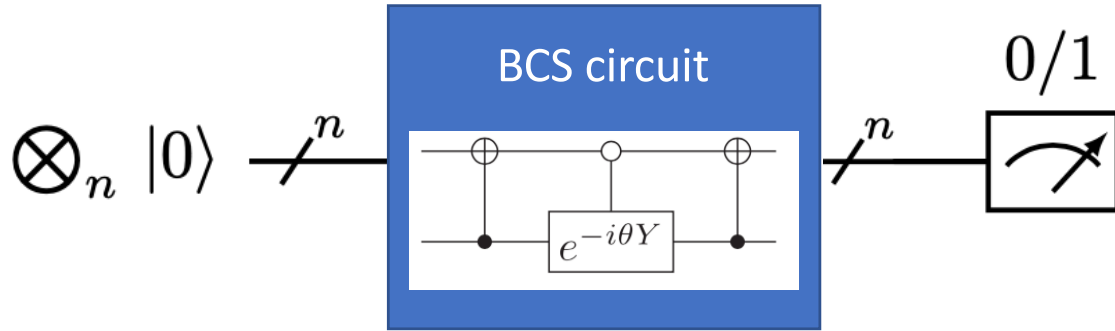 BCS circuit
0/1
⊗ₙ |0⟩
n
n
e^{-iθY}